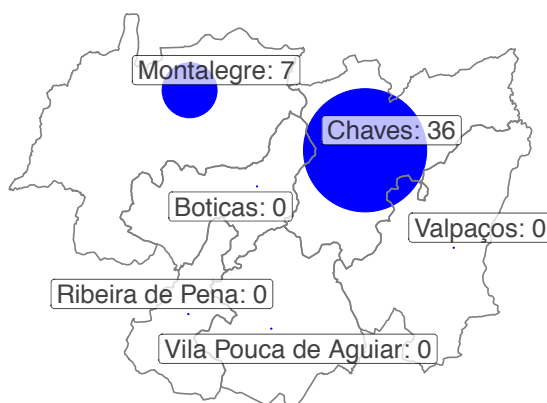 Montalegre: 7
Chaves: 36
Boticas: 0
Valpaços: 0
Ribeira de Pena: 0
Vila Pouca de Aguiar: 0